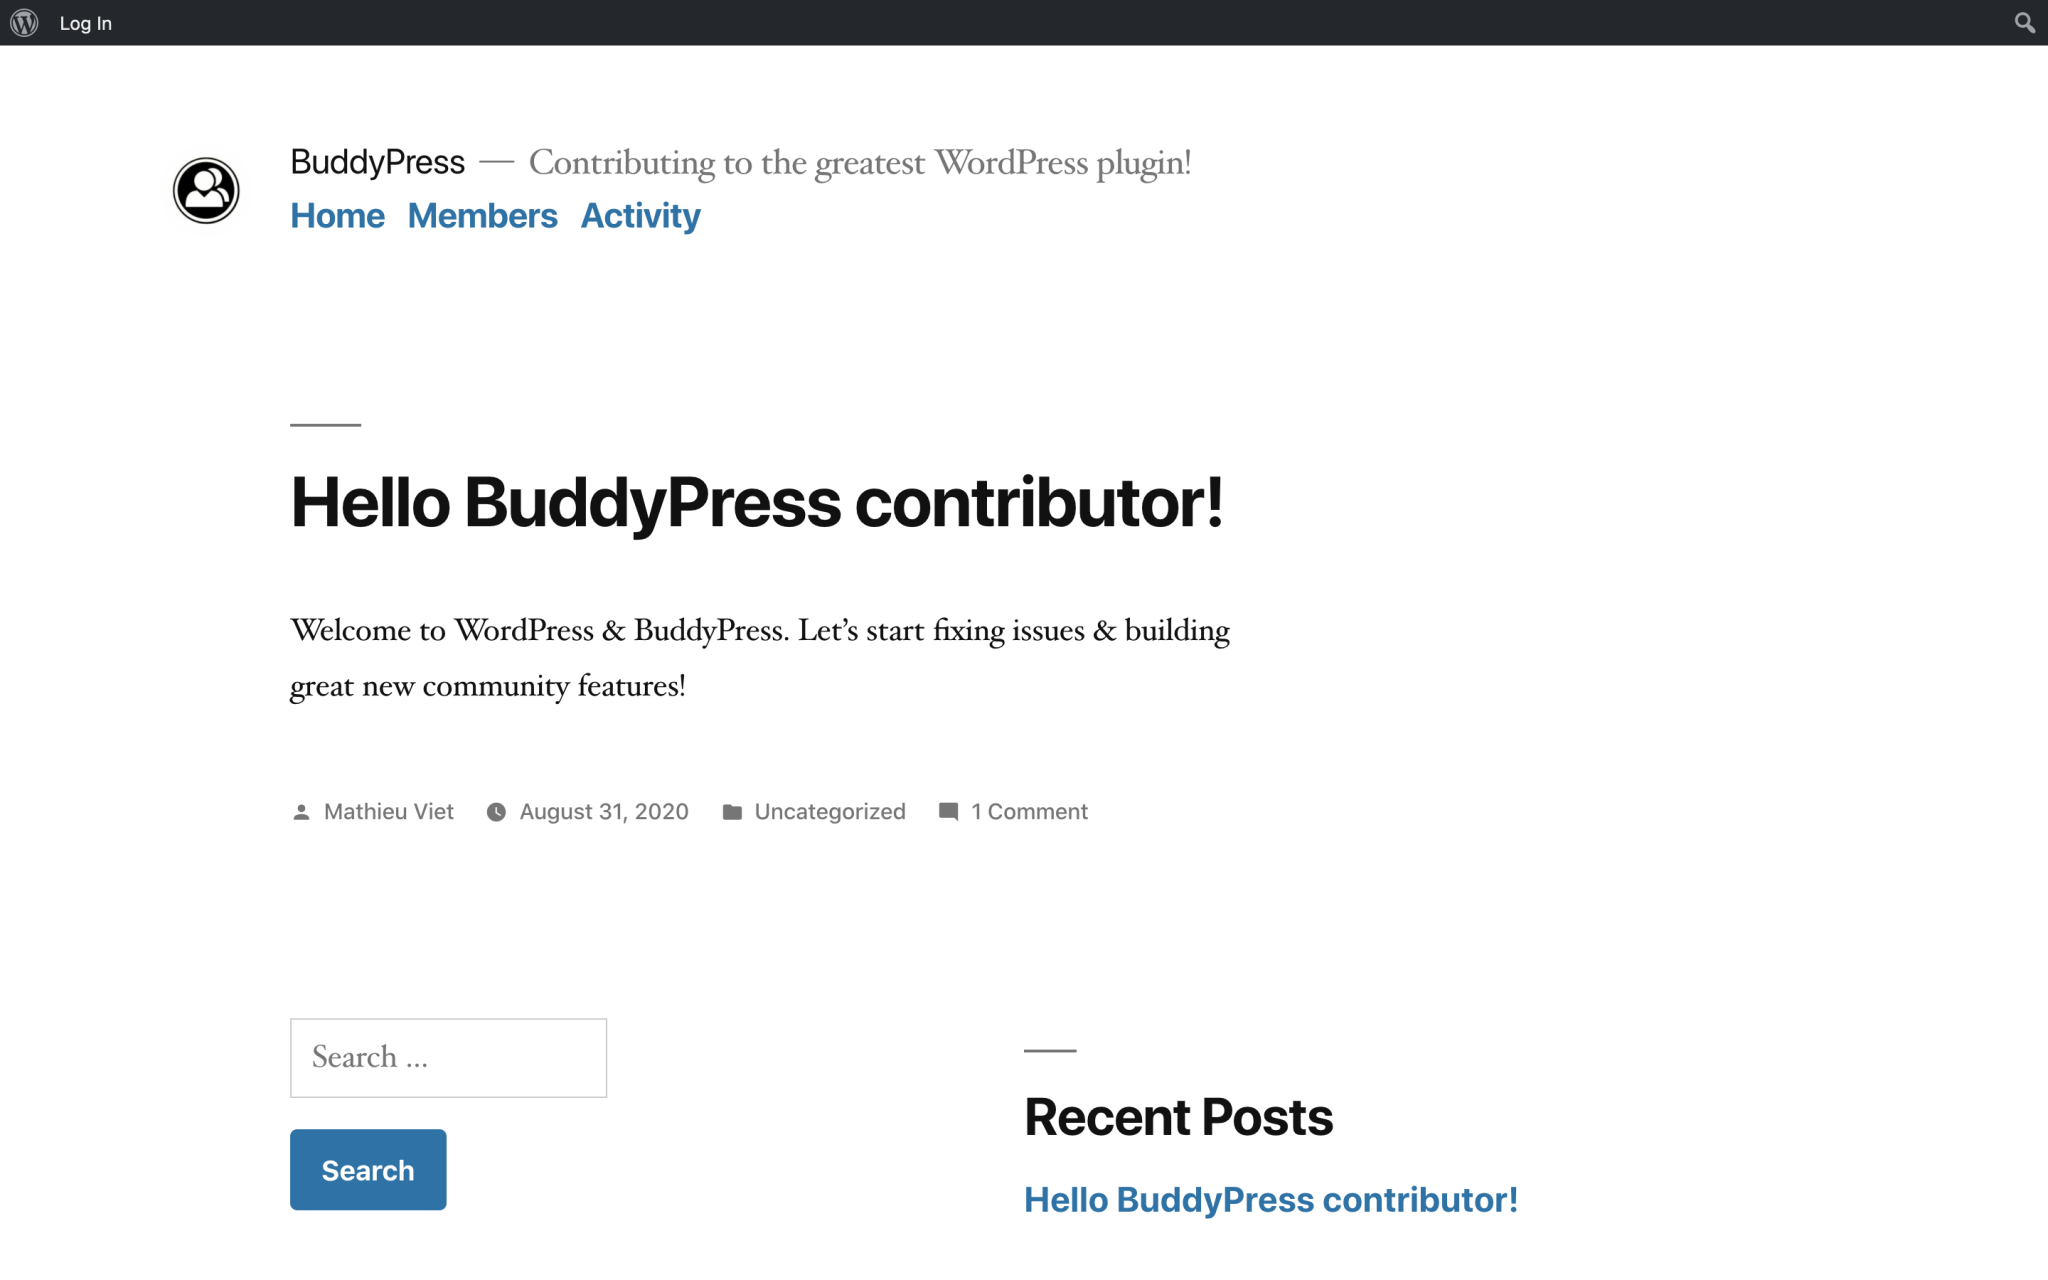 Log In
BuddyPress — Contributing to the greatest WordPress plugin!
Home Members Activity
Hello BuddyPress contributor!
Welcome to WordPress & BuddyPress. Let’s start fixing issues & building
great new community features!
Mathieu Viet August 31, 2020 Uncategorized 1 Comment
Search ...
Search
Recent Posts
Hello BuddyPress contributor!